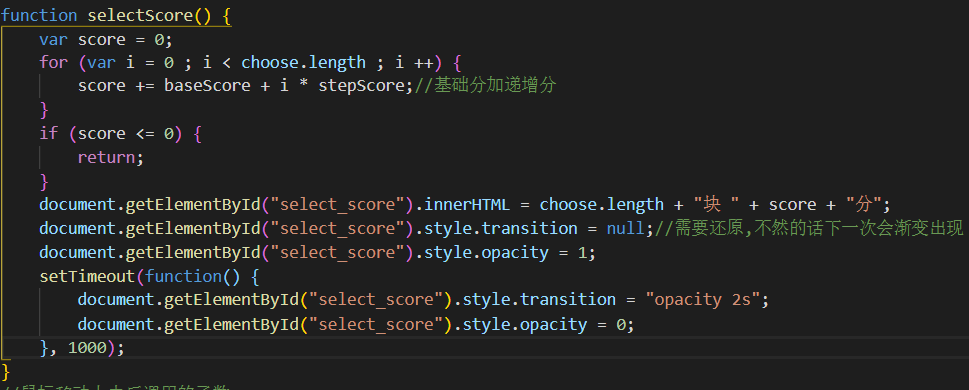 function selectScore() {
    var score = 0;
    for (var i = 0 ; i < choose.length ; i ++) {
        score += baseScore + i * stepScore;//基础分加递增分
    }
    if (score <= 0) {
        return;
    }
    document.getElementById("select_score").innerHTML = choose.length + "块 " + score + "分";
    document.getElementById("select_score").style.transition = null;//需要还原,不然的话下一次会渐变出现
    document.getElementById("select_score").style.opacity = 1;
    setTimeout(function() {
        document.getElementById("select_score").style.transition = "opacity 2s";
        document.getElementById("select_score").style.opacity = 0;
    }, 1000);
}